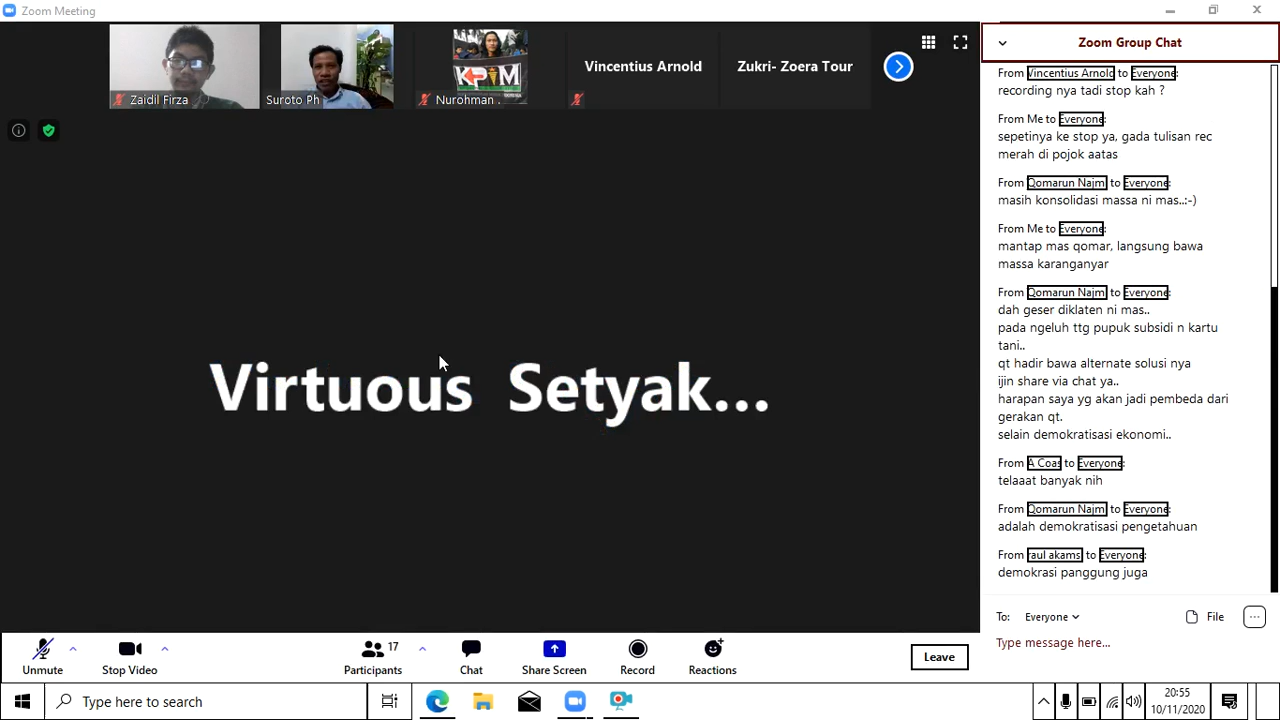 Zoom Meeting
Zaidil Firza
Suroto Ph
KPM
Nurohman .
Vincentius Arnold
Zukri- Zoera Tour
Virtuous Setyak...
Zoom Group Chat
From Vincentius Arnold to Everyone:
recording nya tadi stop kah ?
From Me to Everyone:
sepetinya ke stop ya, gada tulisan rec
merah di pojok aatas
From Qomarun Najmi to Everyone:
masih konsolidasi massa ni mas..:-)
From Me to Everyone:
mantap mas qomar, langsung bawa
massa karanganyar
From Qomarun Najmi to Everyone:
dah geser diklaten ni mas..
pada ngeluh ttg pupuk subsidi n kartu
tani..
qt hadir bawa alternate solusi nya
ijin share via chat ya..
harapan saya yg akan jadi pembeda dari
gerakan qt.
selain demokratisasi ekonomi..
From A Coas to Everyone:
telaaat banyak nih
From Qomarun Najmi to Everyone:
adalah demokratisasi pengetahuan
From raul akams to Everyone:
demokrasi panggung juga
To: Everyone
File
Type message here...
Unmute
Stop Video
17
Participants
Chat
Share Screen
Record
Reactions
Leave
Type here to search
20:55
10/11/2020